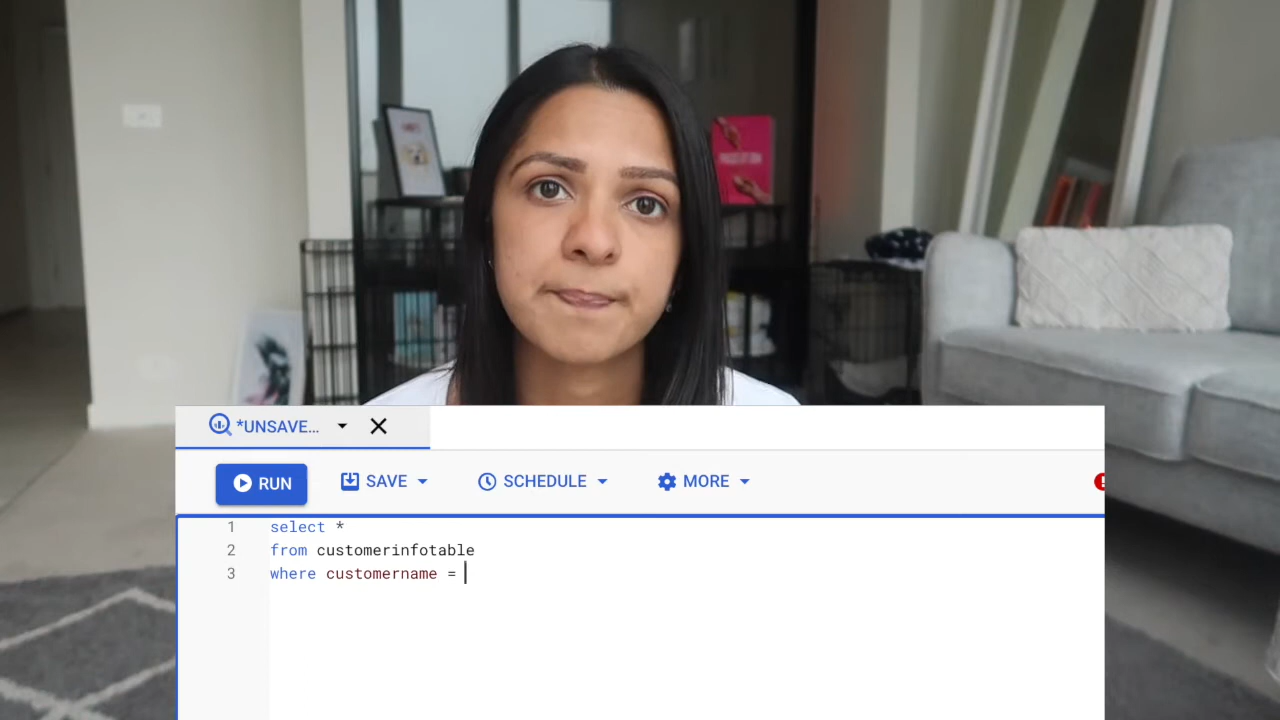 *UNSAVE...
RUN SAVE SCHEDULE MORE
1 select *
2 from customerinfotable
3 where customername =